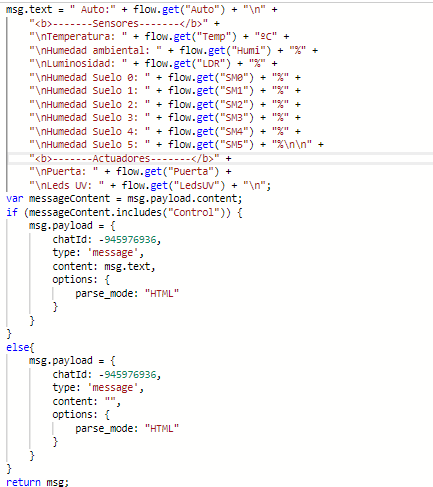 msg.text = " Auto:" + flow.get("Auto") + "\n" +
"<b>-------Sensores-------</b>" +
"\nTemperatura: " + flow.get("Temp") + "ºC" +
"\nHumedad ambiental: " + flow.get("Humi") + "%" +
"\nLuminosidad: " + flow.get("LDR") + "%" +
"\nHumedad Suelo 0: " + flow.get("SM0") + "%" +
"\nHumedad Suelo 1: " + flow.get("SM1") + "%" +
"\nHumedad Suelo 2: " + flow.get("SM2") + "%" +
"\nHumedad Suelo 3: " + flow.get("SM3") + "%" +
"\nHumedad Suelo 4: " + flow.get("SM4") + "%" +
"\nHumedad Suelo 5: " + flow.get("SM5") + "%\n\n" +
"<b>-------Actuadores-------</b>" +
"\nPuerta: " + flow.get("Puerta") +
"\nLeds UV: " + flow.get("LedsUV") + "\n";
var messageContent = msg.payload.content;
if (messageContent.includes("Control")) {
msg.payload = {
chatId: -945976936,
type: 'message',
content: msg.text,
options: {
parse_mode: "HTML"
}
}
}
else{
msg.payload = {
chatId: -945976936,
type: 'message',
content: "",
options: {
parse_mode: "HTML"
}
}
}
return msg;